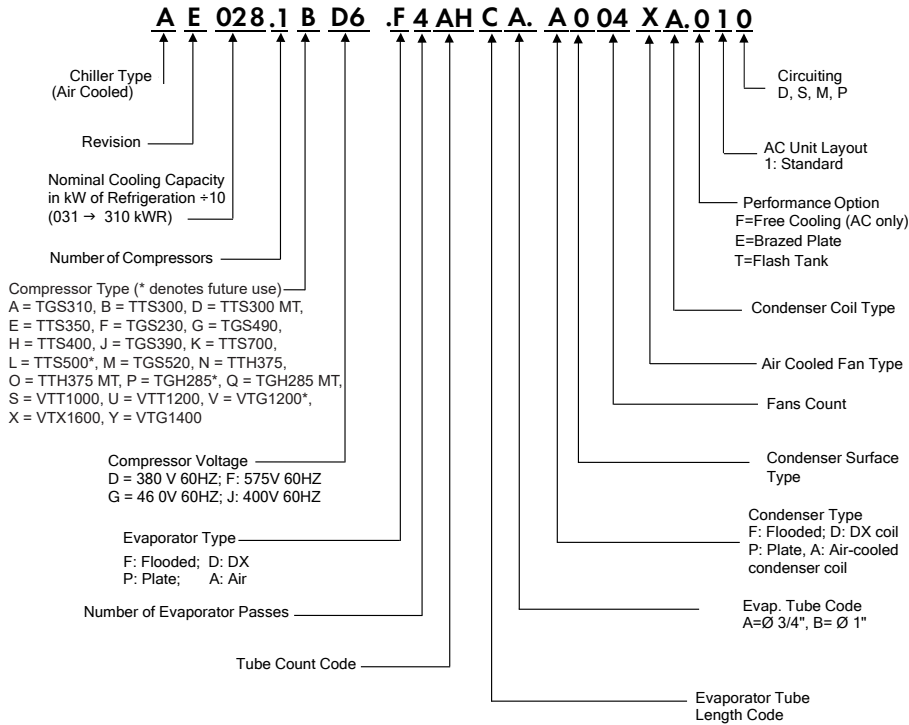 A E 028.1 B D6 .F4 AH C A. A 0 04 X A.0 1 0
Chiller Type
(Air Cooled)
Revision
Nominal Cooling Capacity
in kW of Refrigeration ÷10
(031 → 310 kWR)
Number of Compressors
Compressor Type (* denotes future use)
A = TGS310, B = TTS300, D = TTS300 MT,
E = TTS350, F = TGS230, G = TGS490,
H = TTS400, J = TGS390, K = TTS700,
L = TTS500*, M = TGS520, N = TTH375,
O = TTH375 MT, P = TGH285*, Q = TGH285 MT,
S = VTT1000, U = VTT1200, V = VTG1200*,
X = VTX1600, Y = VTG1400
Compressor Voltage
D = 380 V 60HZ; F: 575V 60HZ
G = 46 0V 60HZ; J: 400V 60HZ
Evaporator Type
F: Flooded; D: DX
P: Plate; A: Air
Number of Evaporator Passes
Tube Count Code
Circuiting
D, S, M, P
AC Unit Layout
1: Standard
Performance Option
F=Free Cooling (AC only)
E=Brazed Plate
T=Flash Tank
Condenser Coil Type
Air Cooled Fan Type
Fans Count
Condenser Surface
Type
Condenser Type
F: Flooded; D: DX coil
P: Plate, A: Air-cooled
condenser coil
Evap. Tube Code
A=Ø 3/4", B= Ø 1"
Evaporator Tube
Length Code